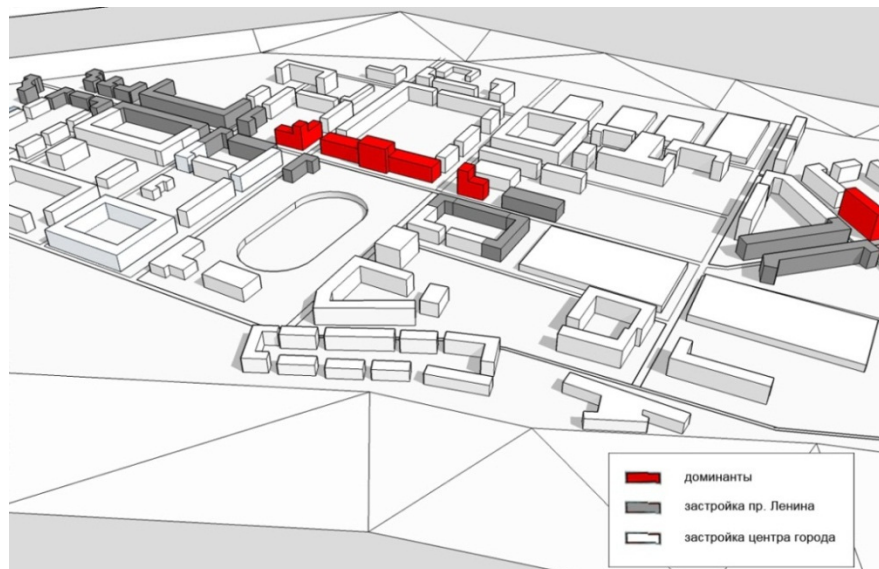 доминанты
застройка пр. Ленина
застройка центра города